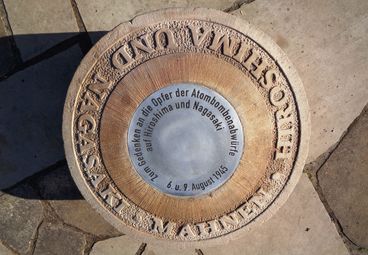 HIROSHIMA UND NAGASAKI MAHNEN
Zum Gedenken an die Opfer der Atombombenabwürfe
auf Hiroshima und Nagasaki
6 u. 9. August 1945